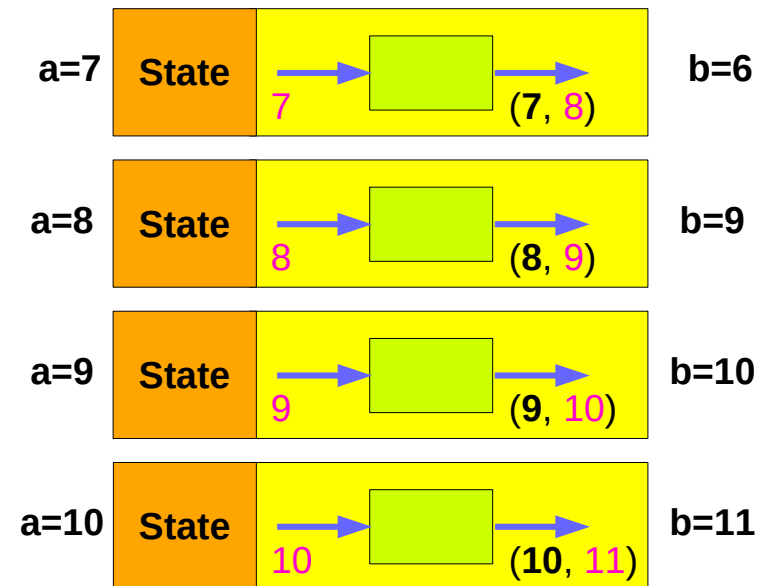 a=7 State 7 (7, 8) b=6
a=8 State 8 (8, 9) b=9
a=9 State 9 (9, 10) b=10
a=10 State 10 (10, 11) b=11